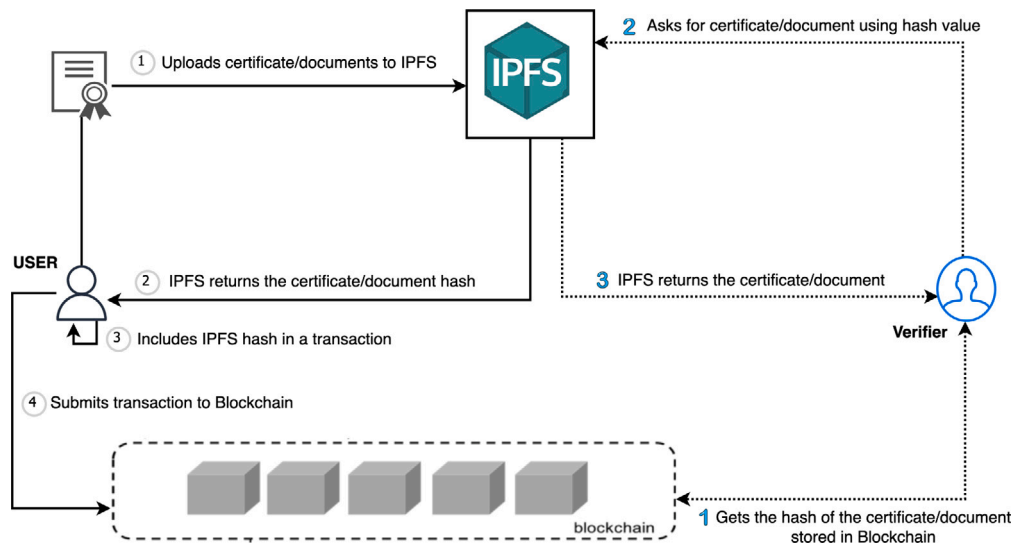 2 Asks for certificate/document using hash value
1 Uploads certificate/documents to IPFS
IPFS
USER
2 IPFS returns the certificate/document hash
3 IPFS returns the certificate/document
Verifier
3 Includes IPFS hash in a transaction
4 Submits transaction to Blockchain
blockchain
1 Gets the hash of the certificate/document
stored in Blockchain